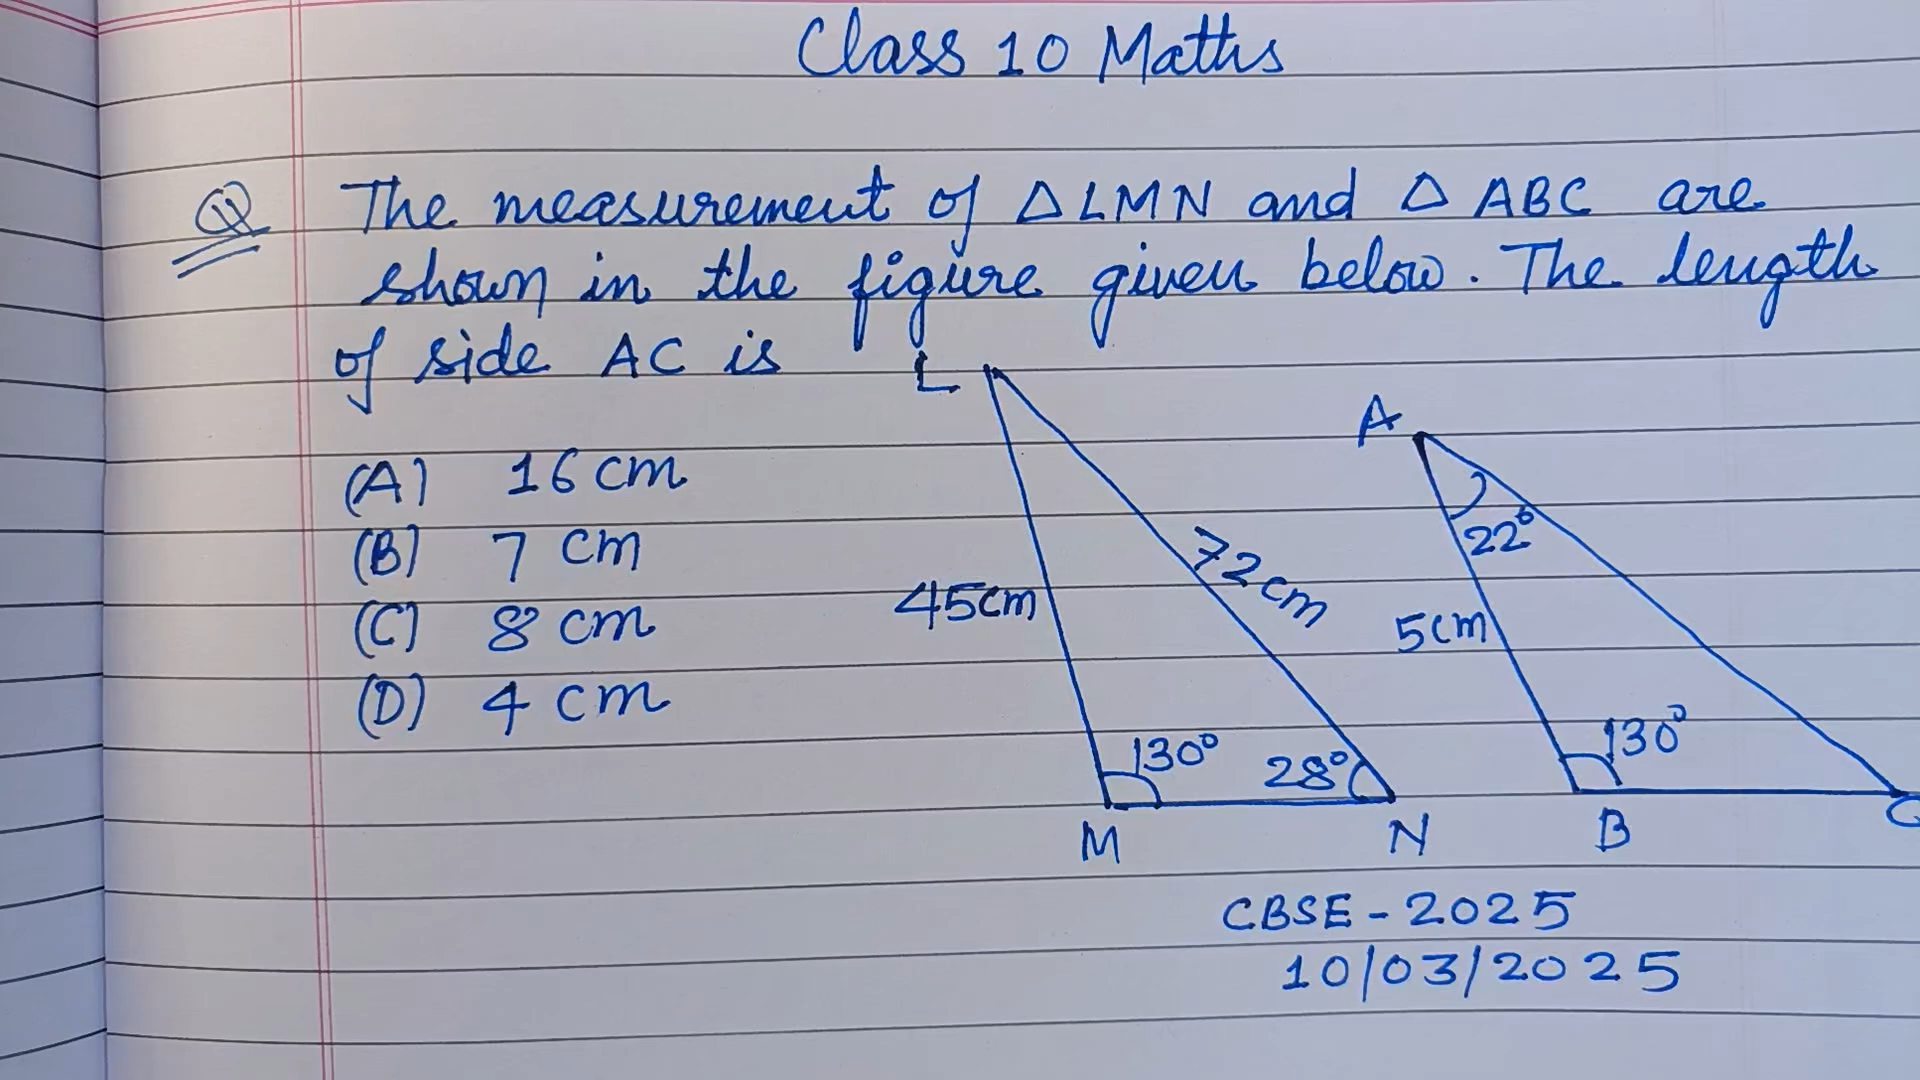 Class 10 Maths
Q The measurement of △LMN and △ABC are
shown in the figure given below. The length
of side AC is
(A) 16 cm
(B) 7 cm
(C) 8 cm
(D) 4 cm
L
45cm
72cm
130°
28°
M
N
A
22°
5cm
130°
B
C
CBSE - 2025
10/03/2025